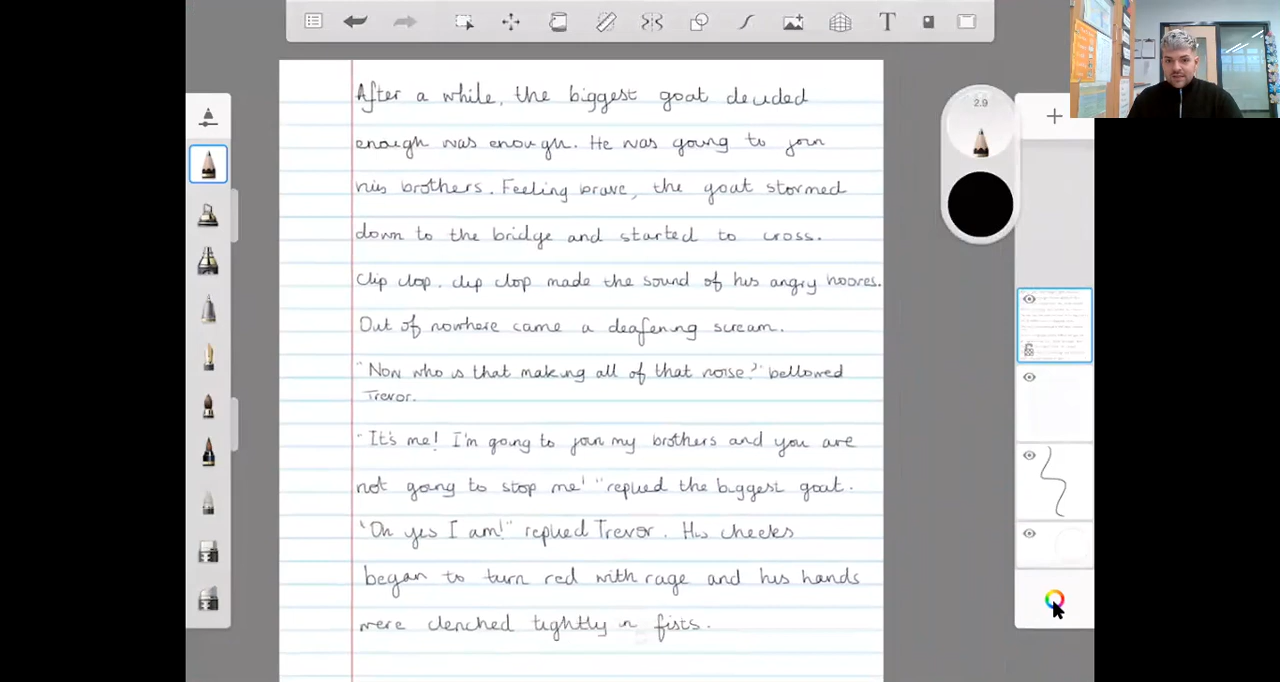 2.9
T
After a while, the biggest goat decided
enough was enough. He was going to join
his brothers. Feeling brave, the goat stormed
down to the bridge and started to cross.
Clip clop, clip clop made the sound of his angry hooves.
Out of nowhere came a deafening scream.
"Now who is that making all of that noise?" bellowed
Trevor.
"It's me! I'm going to join my brothers and you are
not going to stop me!" replied the biggest goat.
"Oh yes I am!" replied Trevor. His cheeks
began to turn red with rage and his hands
were clenched tightly in fists.